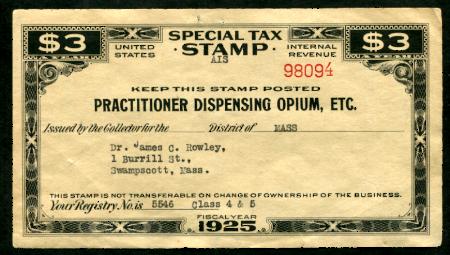 $3 SPECIAL TAX $3
A YEAR UNITED STATES STAMP INTERNAL REVENUE A YEAR
AIS
98094
KEEP THIS STAMP POSTED
PRACTITIONER DISPENSING OPIUM, ETC.
Issued by the Collector for the District of MASS
Dr. James C. Rowley,
1 Burrill St.,
Swampscott, Mass.
THIS STAMP IS NOT TRANSFERABLE ON CHANGE OF OWNERSHIP OF THE BUSINESS.
Your Registry No. is 5546 Class 4 & 5
FISCAL YEAR
1925